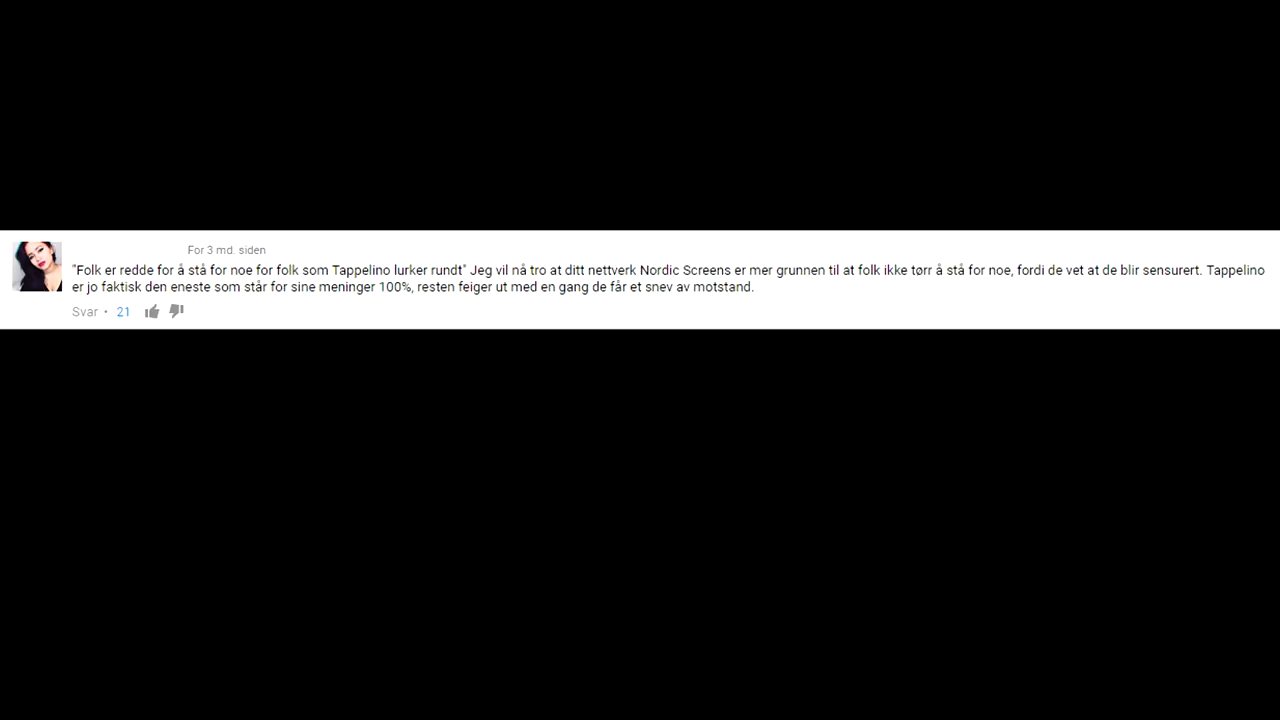 For 3 md. siden
"Folk er redde for å stå for noe for folk som Tappelino lurker rundt" Jeg vil nå tro at ditt nettverk Nordic Screens er mer grunnen til at folk ikke tørr å stå for noe, fordi de vet at de blir sensurert. Tappelino
er jo faktisk den eneste som står for sine meninger 100%, resten feiger ut med en gang de får et snev av motstand.
Svar • 21